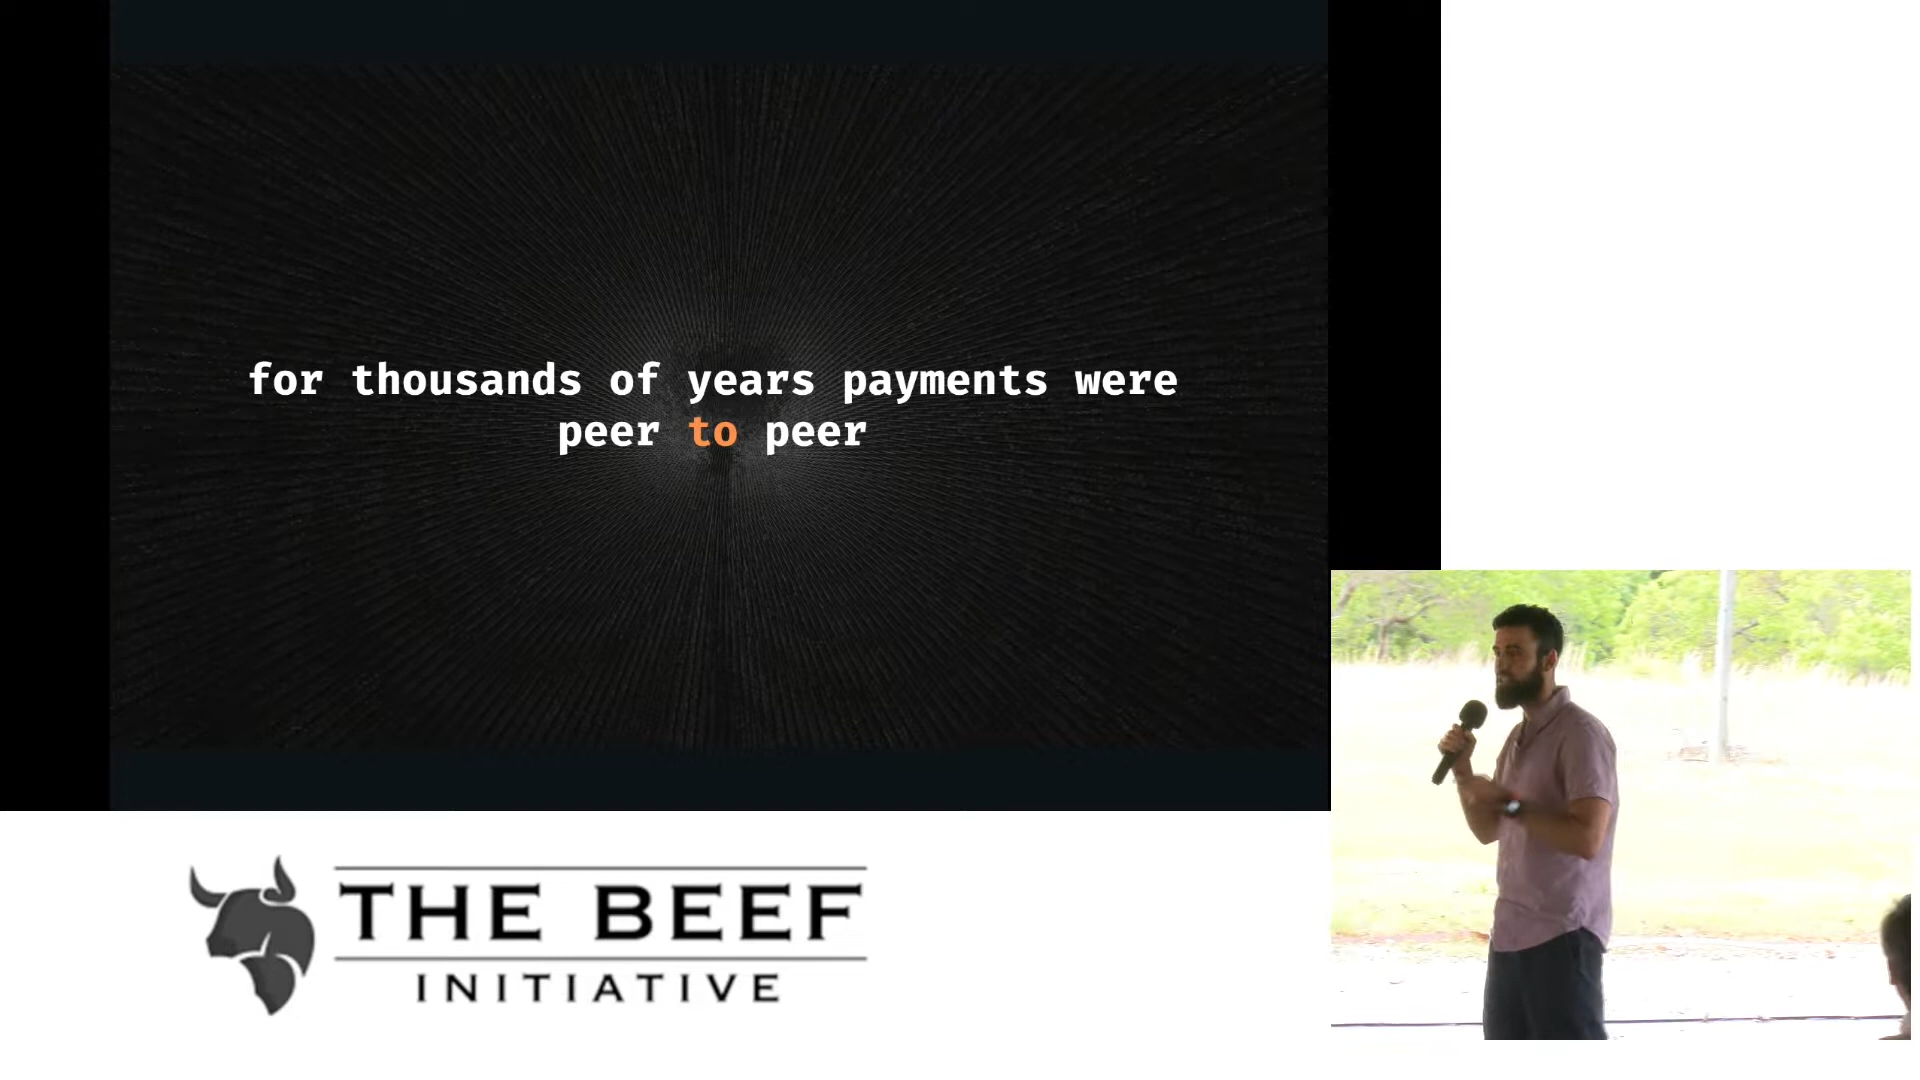 for thousands of years payments were
peer to peer
THE BEEF
INITIATIVE